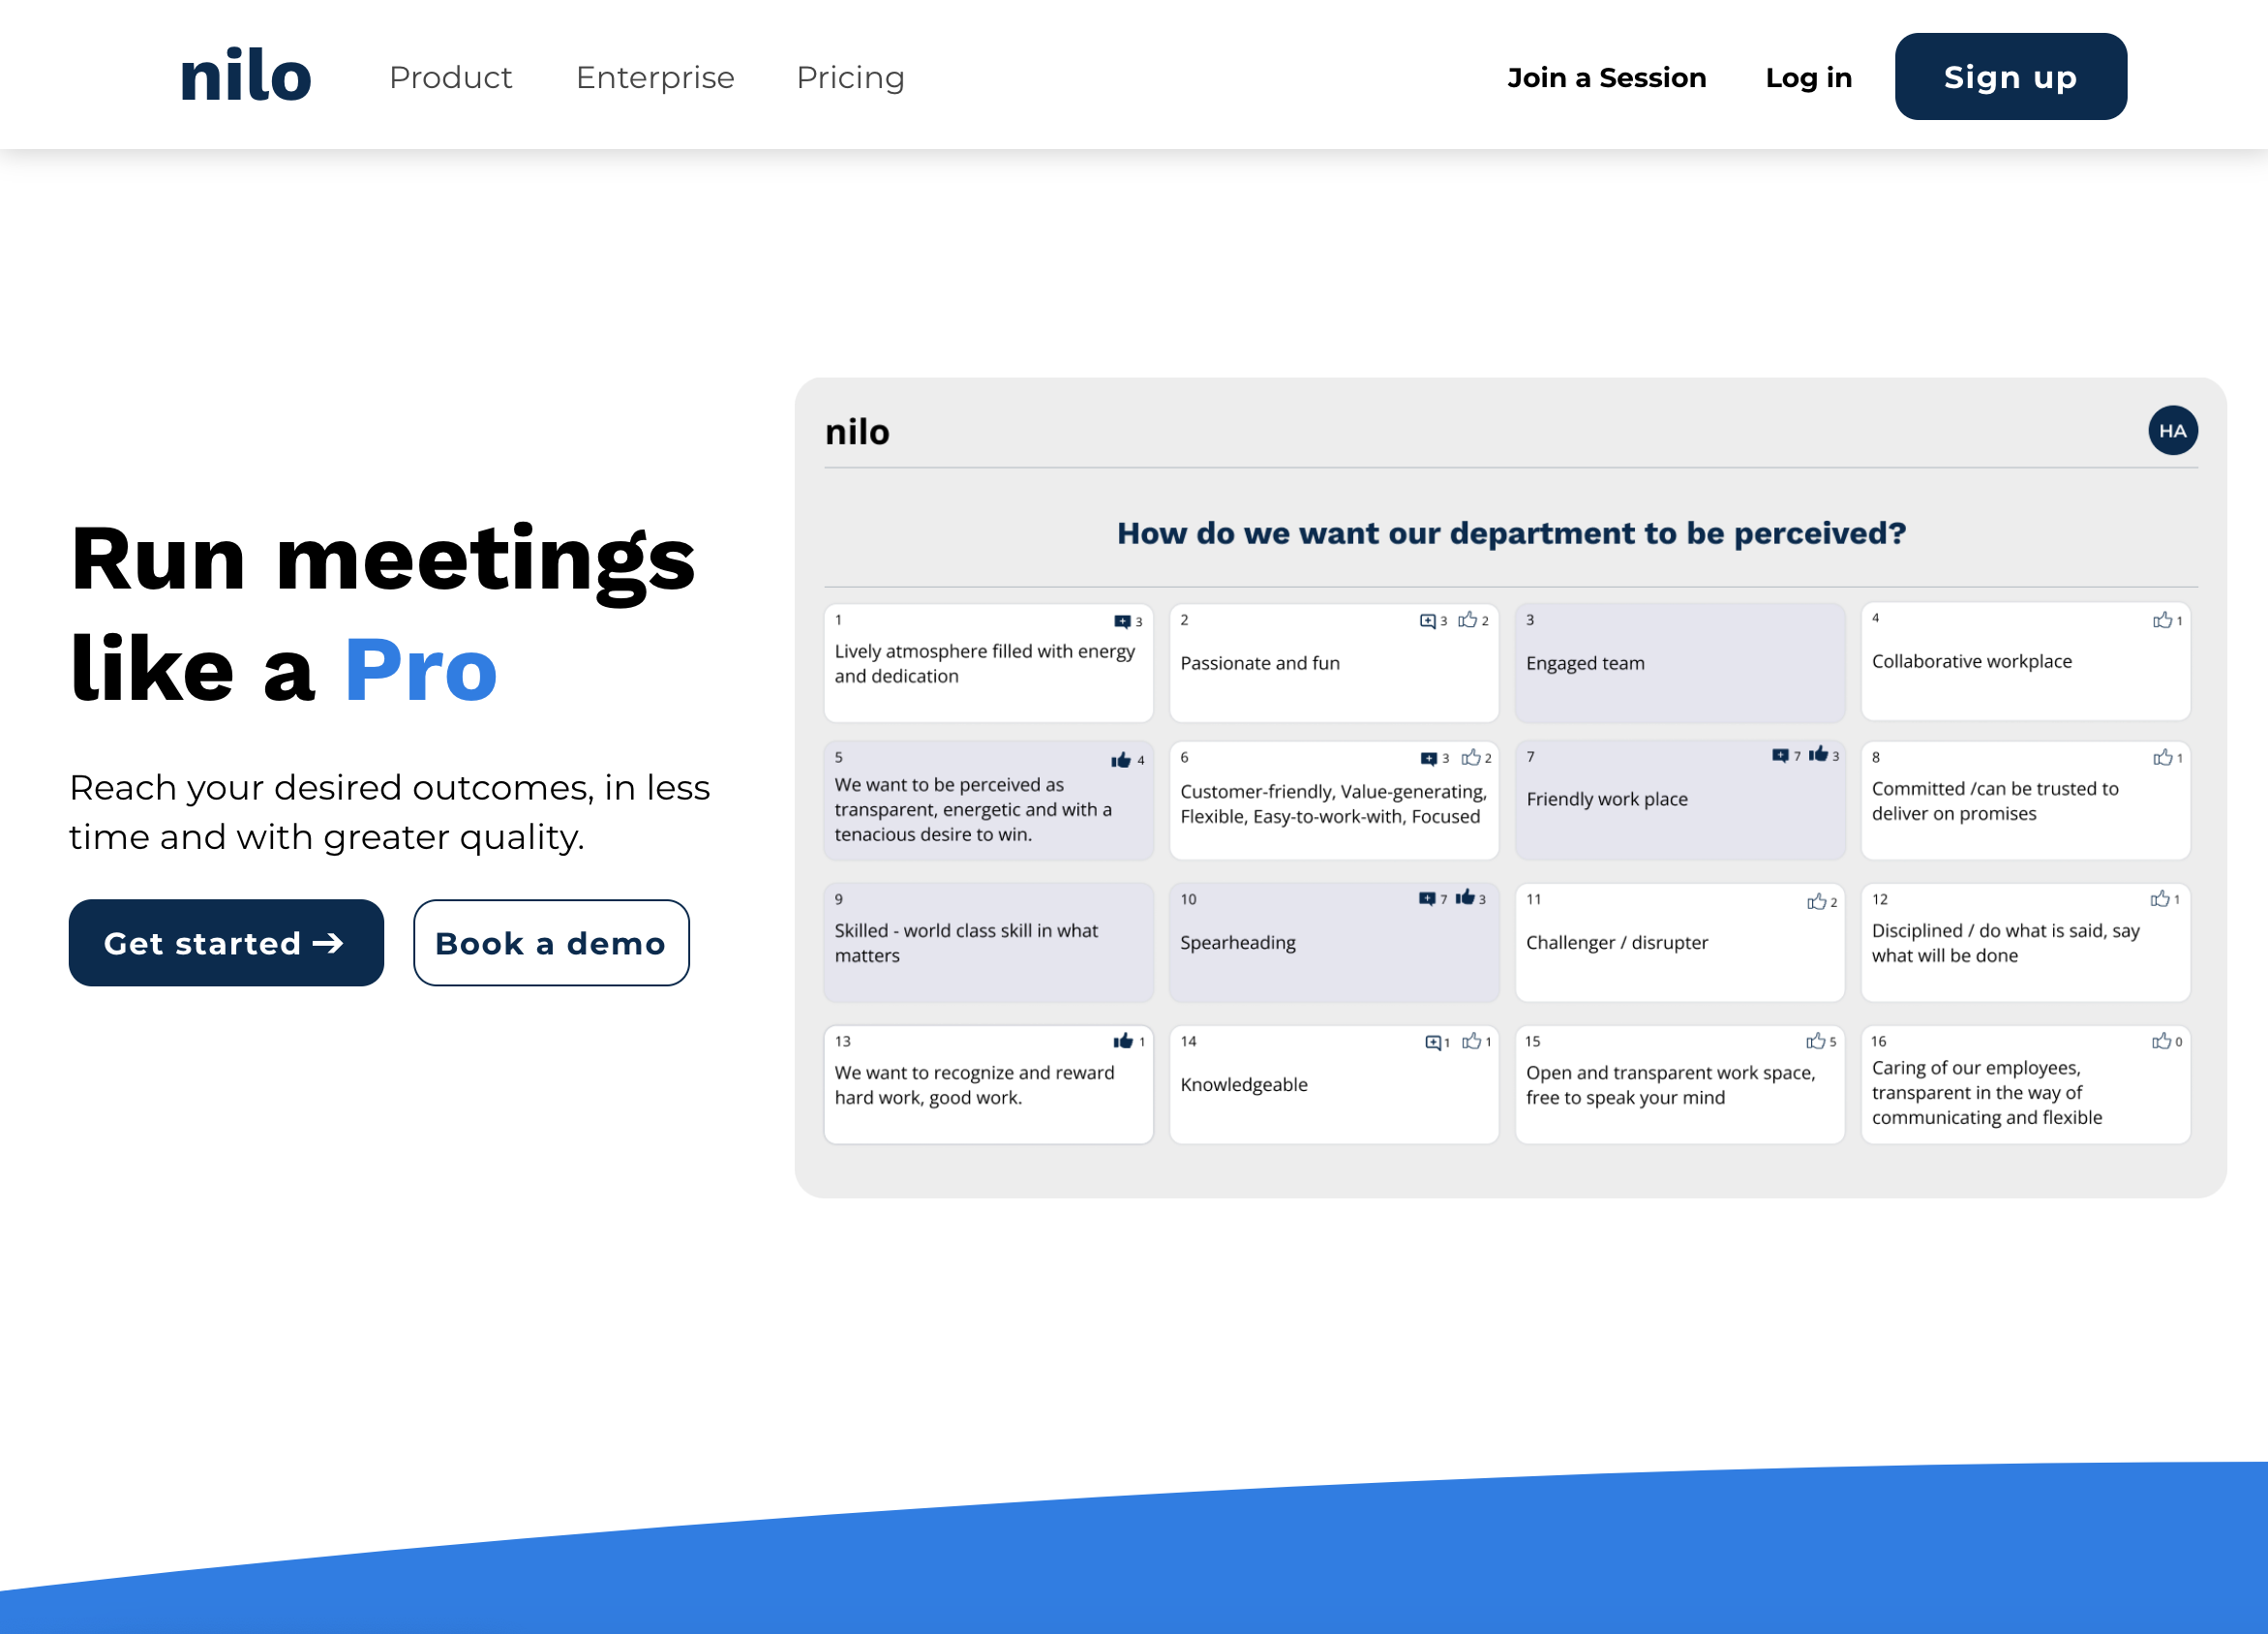 nilo
Product
Enterprise
Pricing
Join a Session
Log in
Sign up
Run meetings
like a Pro
Reach your desired outcomes, in less
time and with greater quality.
Get started →
Book a demo
nilo
HA
How do we want our department to be perceived?
1
3
Lively atmosphere filled with energy
and dedication
2
3
2
Passionate and fun
3
Engaged team
4
1
Collaborative workplace
5
4
We want to be perceived as
transparent, energetic and with a
tenacious desire to win.
6
3
2
Customer-friendly, Value-generating,
Flexible, Easy-to-work-with, Focused
7
7
3
Friendly work place
8
1
Committed /can be trusted to
deliver on promises
9
Skilled - world class skill in what
matters
10
7
3
Spearheading
11
2
Challenger / disrupter
12
1
Disciplined / do what is said, say
what will be done
13
1
We want to recognize and reward
hard work, good work.
14
1
1
Knowledgeable
15
5
Open and transparent work space,
free to speak your mind
16
0
Caring of our employees,
transparent in the way of
communicating and flexible